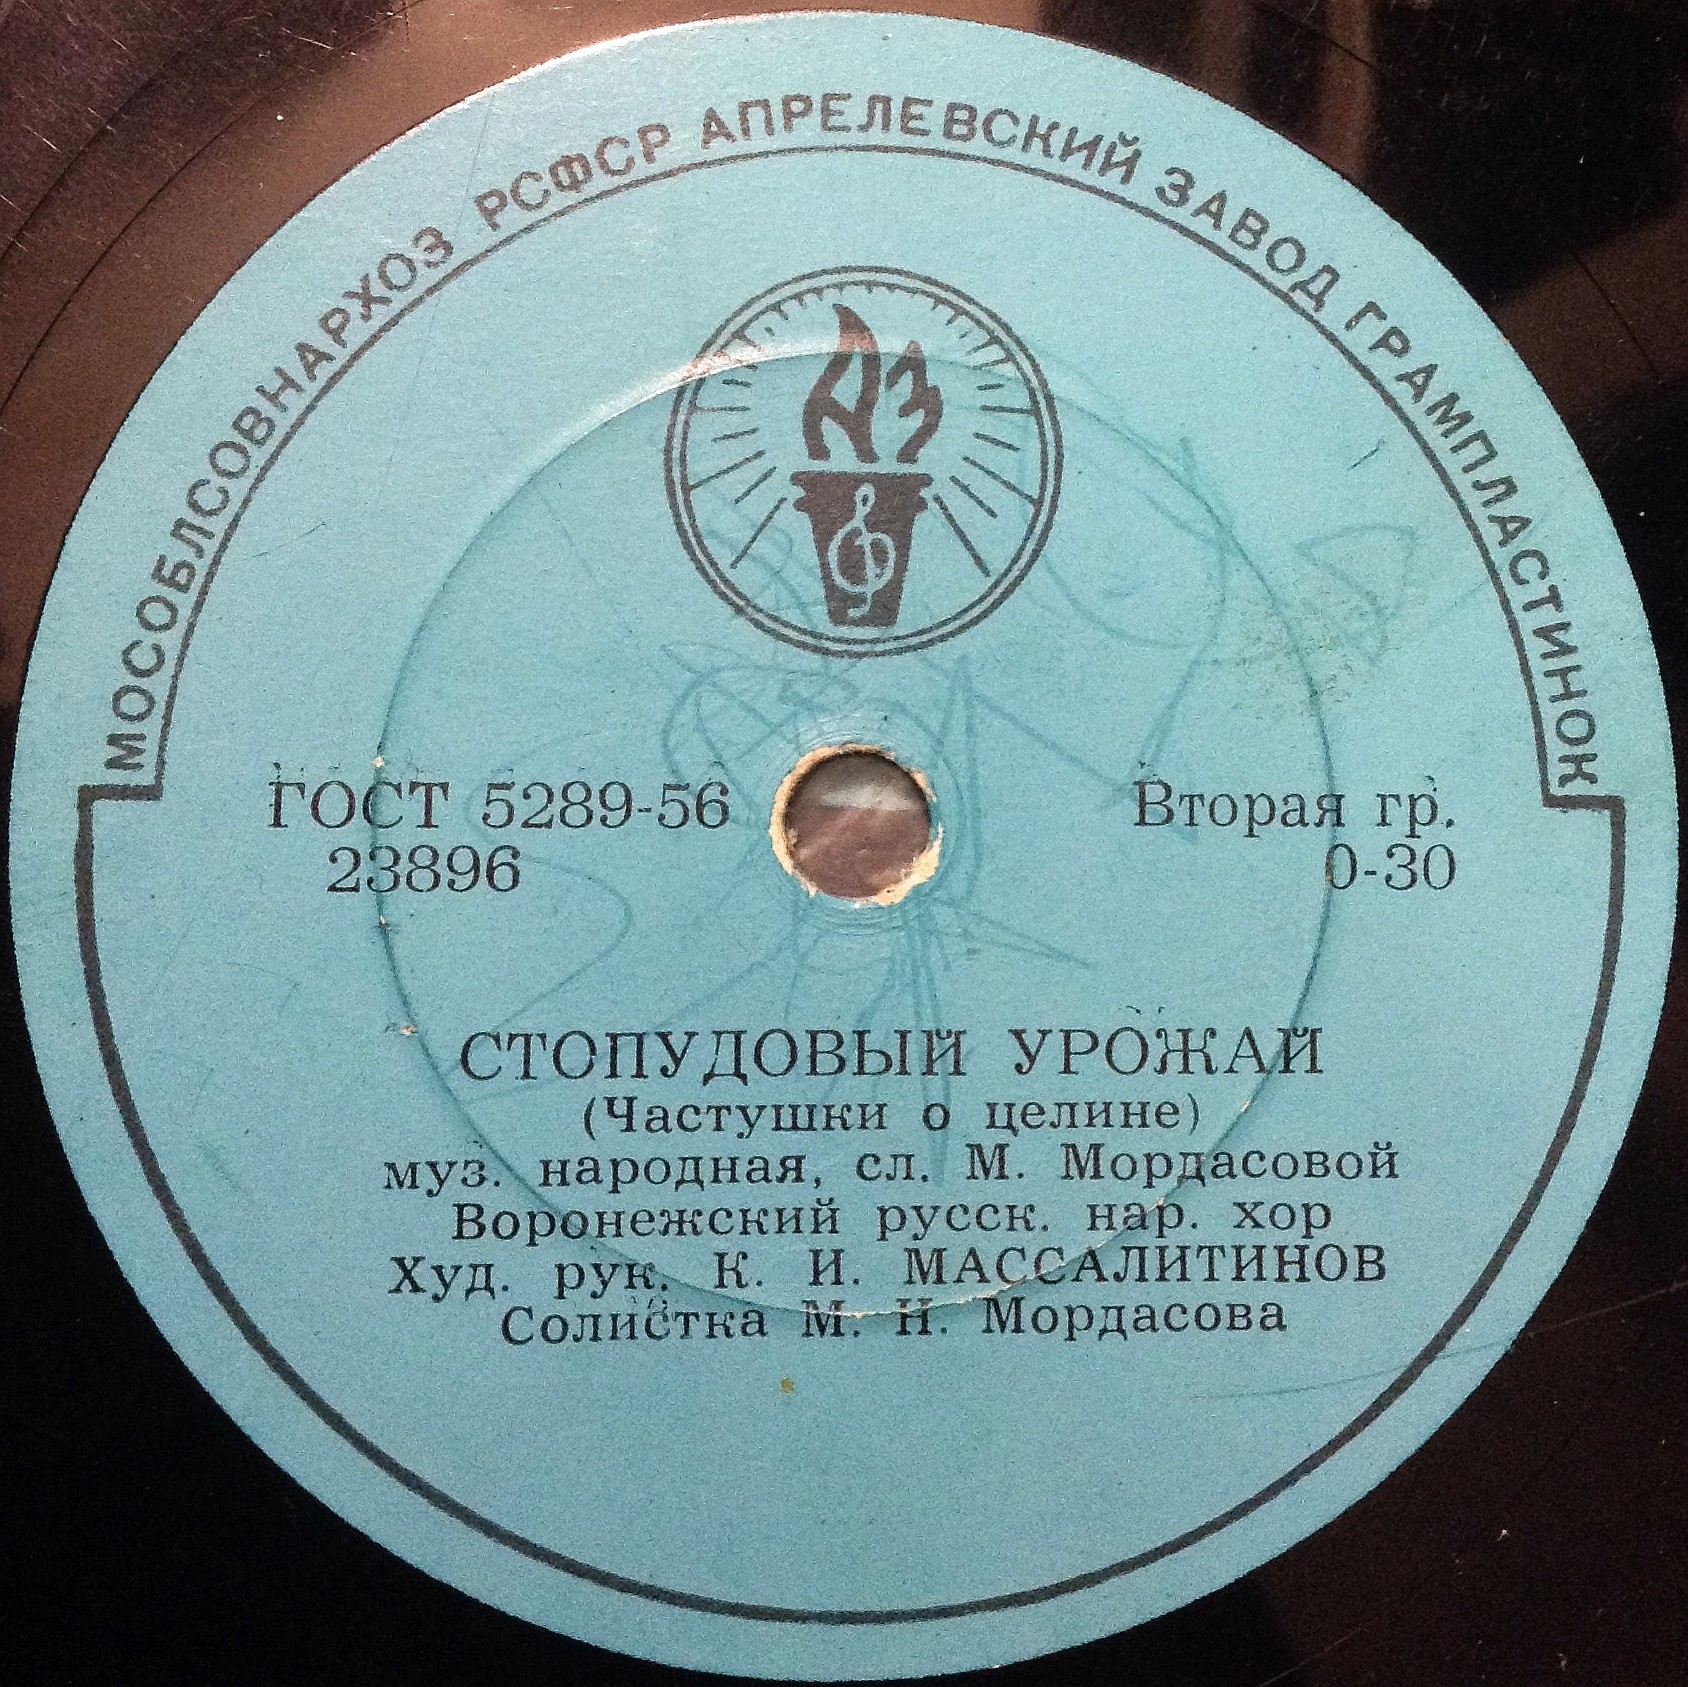 МОСОБЛСОВНАРХОЗ РСФСР АПРЕЛЕВСКИЙ ЗАВОД ГРАМПЛАСТИНОК
АЗ
ГОСТ 5289-56
23896
Вторая гр.
0-30
СТОПУДОВЫЙ УРОЖАЙ
(Частушки о целине)
муз. народная, сл. М. Мордасовой
Воронежский русск. нар. хор
Худ. рук. К. И. МАССАЛИТИНОВ
Солистка М. Н. Мордасова